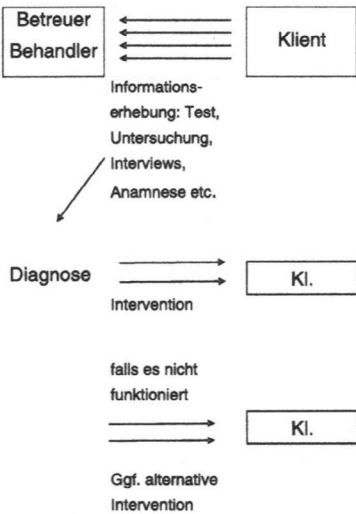 Betreuer
Behandler
Klient
Informations-
erhebung: Test,
Untersuchung,
Interviews,
Anamnese etc.
Diagnose
Kl.
Intervention
falls es nicht
funktioniert
Kl.
Ggf. alternative
Intervention